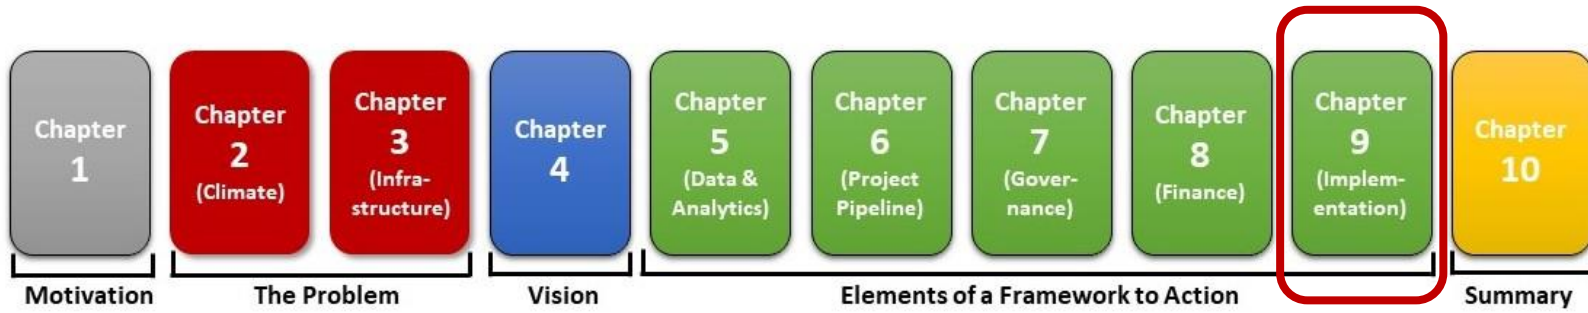 Chapter
1
Chapter
2
(Climate)
Chapter
3
(Infra-
structure)
Chapter
4
Chapter
5
(Data &
Analytics)
Chapter
6
(Project
Pipeline)
Chapter
7
(Gover-
nance)
Chapter
8
(Finance)
Chapter
9
(Implem-
entation)
Chapter
10
Motivation
The Problem
Vision
Elements of a Framework to Action
Summary